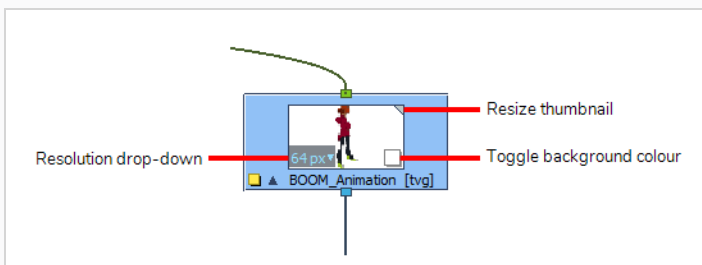 Resize thumbnail
Resolution drop-down
64 px
Toggle background colour
BOOM_Animation [tvg]